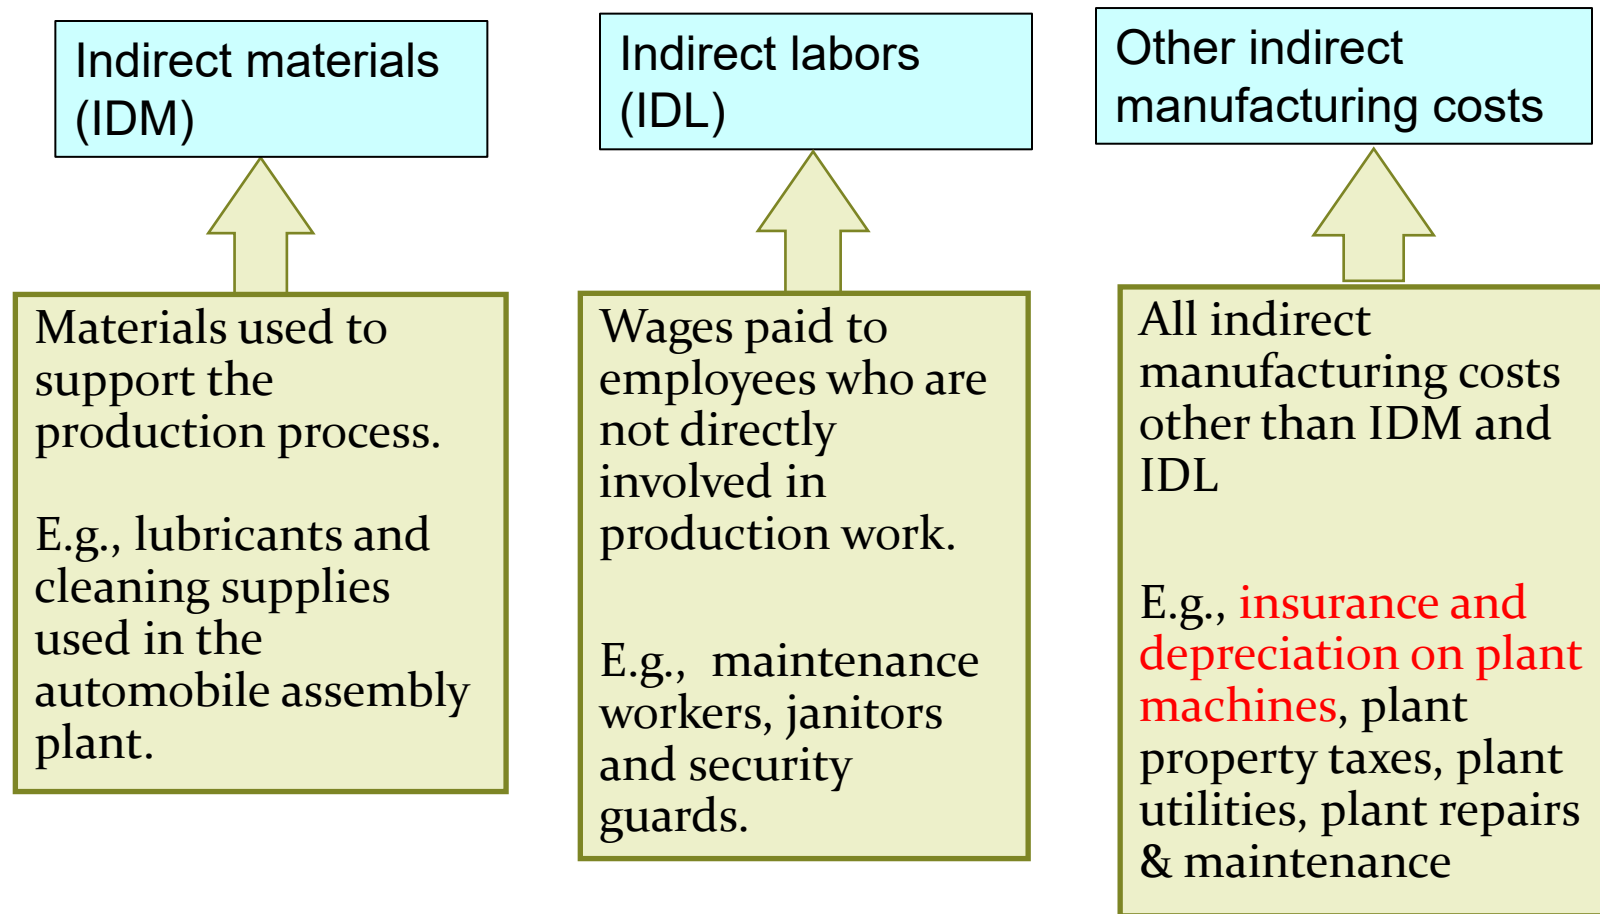 Indirect materials
(IDM)
Indirect labors
(IDL)
Other indirect
manufacturing costs
Materials used to
support the
production process.
E.g., lubricants and
cleaning supplies
used in the
automobile assembly
plant.
Wages paid to
employees who are
not directly
involved in
production work.
E.g., maintenance
workers, janitors
and security
guards.
All indirect
manufacturing costs
other than IDM and
IDL
E.g., insurance and
depreciation on plant
machines, plant
property taxes, plant
utilities, plant repairs
& maintenance